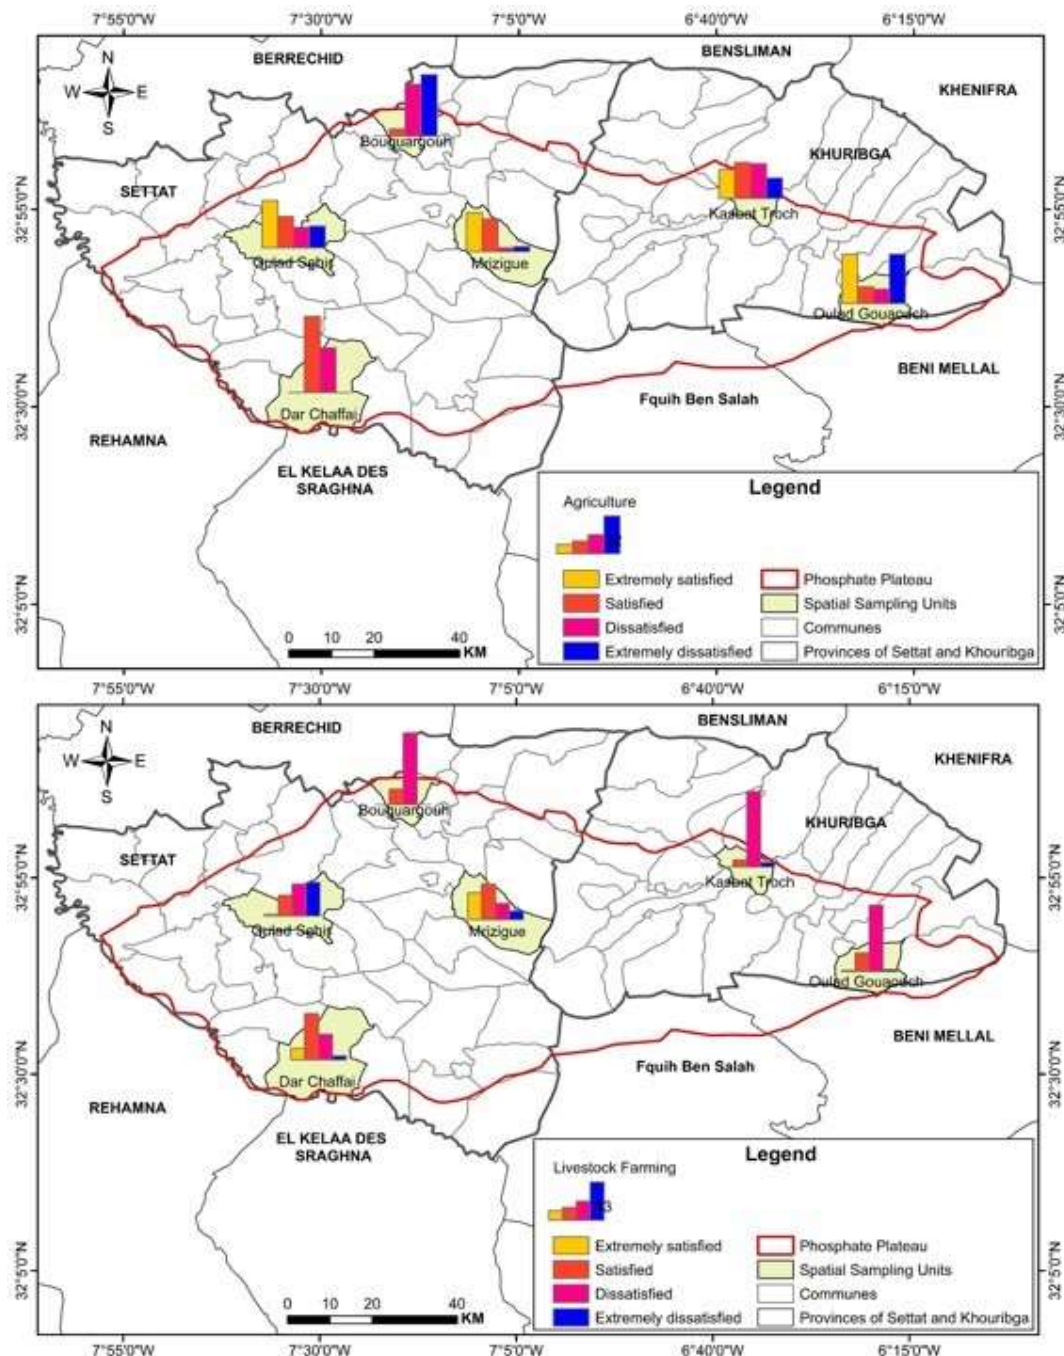 7°55'0"W 7°30'0"W 7°5'0"W 6°40'0"W 6°15'0"W
BENSLIMAN
BERRECHID
N
W E
S
KHENIFRA
Bouguargouh
KHURIBGA
SETTAT
32°55'0"N 32°55'0"N
Kasbat Troch
Oulad Sghir
Mrizigue
Oulad Gouaouch
BENI MELLAL
Fquih Ben Salah
32°30'0"N 32°30'0"N
Dar Chaffai
REHAMNA
EL KELAA DES
SRAGHNA
Legend
Agriculture
Extremely satisfied Phosphate Plateau
Satisfied Spatial Sampling Units
Dissatisfied Communes
Extremely dissatisfied Provinces of Settat and Khouribga
32°5'0"N 32°5'0"N
0 10 20 40
KM
7°55'0"W 7°30'0"W 7°5'0"W 6°40'0"W 6°15'0"W
BENSLIMAN
BERRECHID
N
W E
S
KHENIFRA
Bouguargouh
KHURIBGA
SETTAT
32°55'0"N 32°55'0"N
Kasbat Troch
Oulad Sghir
Mrizigue
Oulad Gouaouch
BENI MELLAL
Fquih Ben Salah
32°30'0"N 32°30'0"N
Dar Chaffai
REHAMNA
EL KELAA DES
SRAGHNA
Legend
Livestock Farming
Extremely satisfied Phosphate Plateau
Satisfied Spatial Sampling Units
Dissatisfied Communes
Extremely dissatisfied Provinces of Settat and Khouribga
32°5'0"N 32°5'0"N
0 10 20 40
KM
7°55'0"W 7°30'0"W 7°5'0"W 6°40'0"W 6°15'0"W